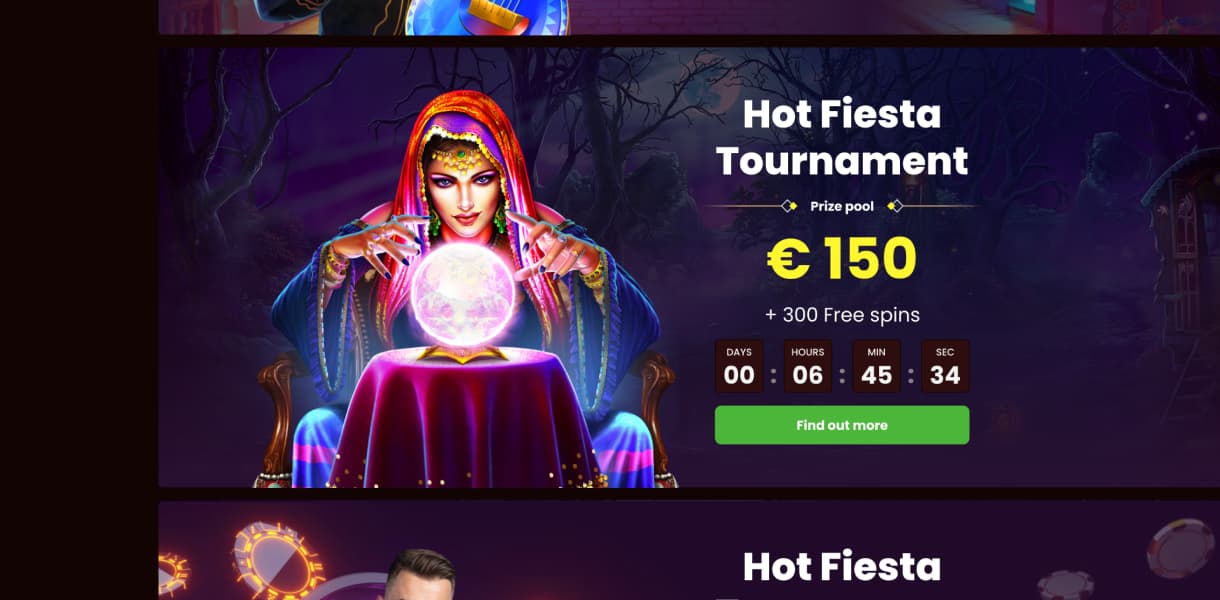 Hot Fiesta
Tournament
Prize pool
€ 150
+ 300 Free spins
DAYS HOURS MIN SEC
00 : 06 : 45 : 34
Find out more
Hot Fiesta